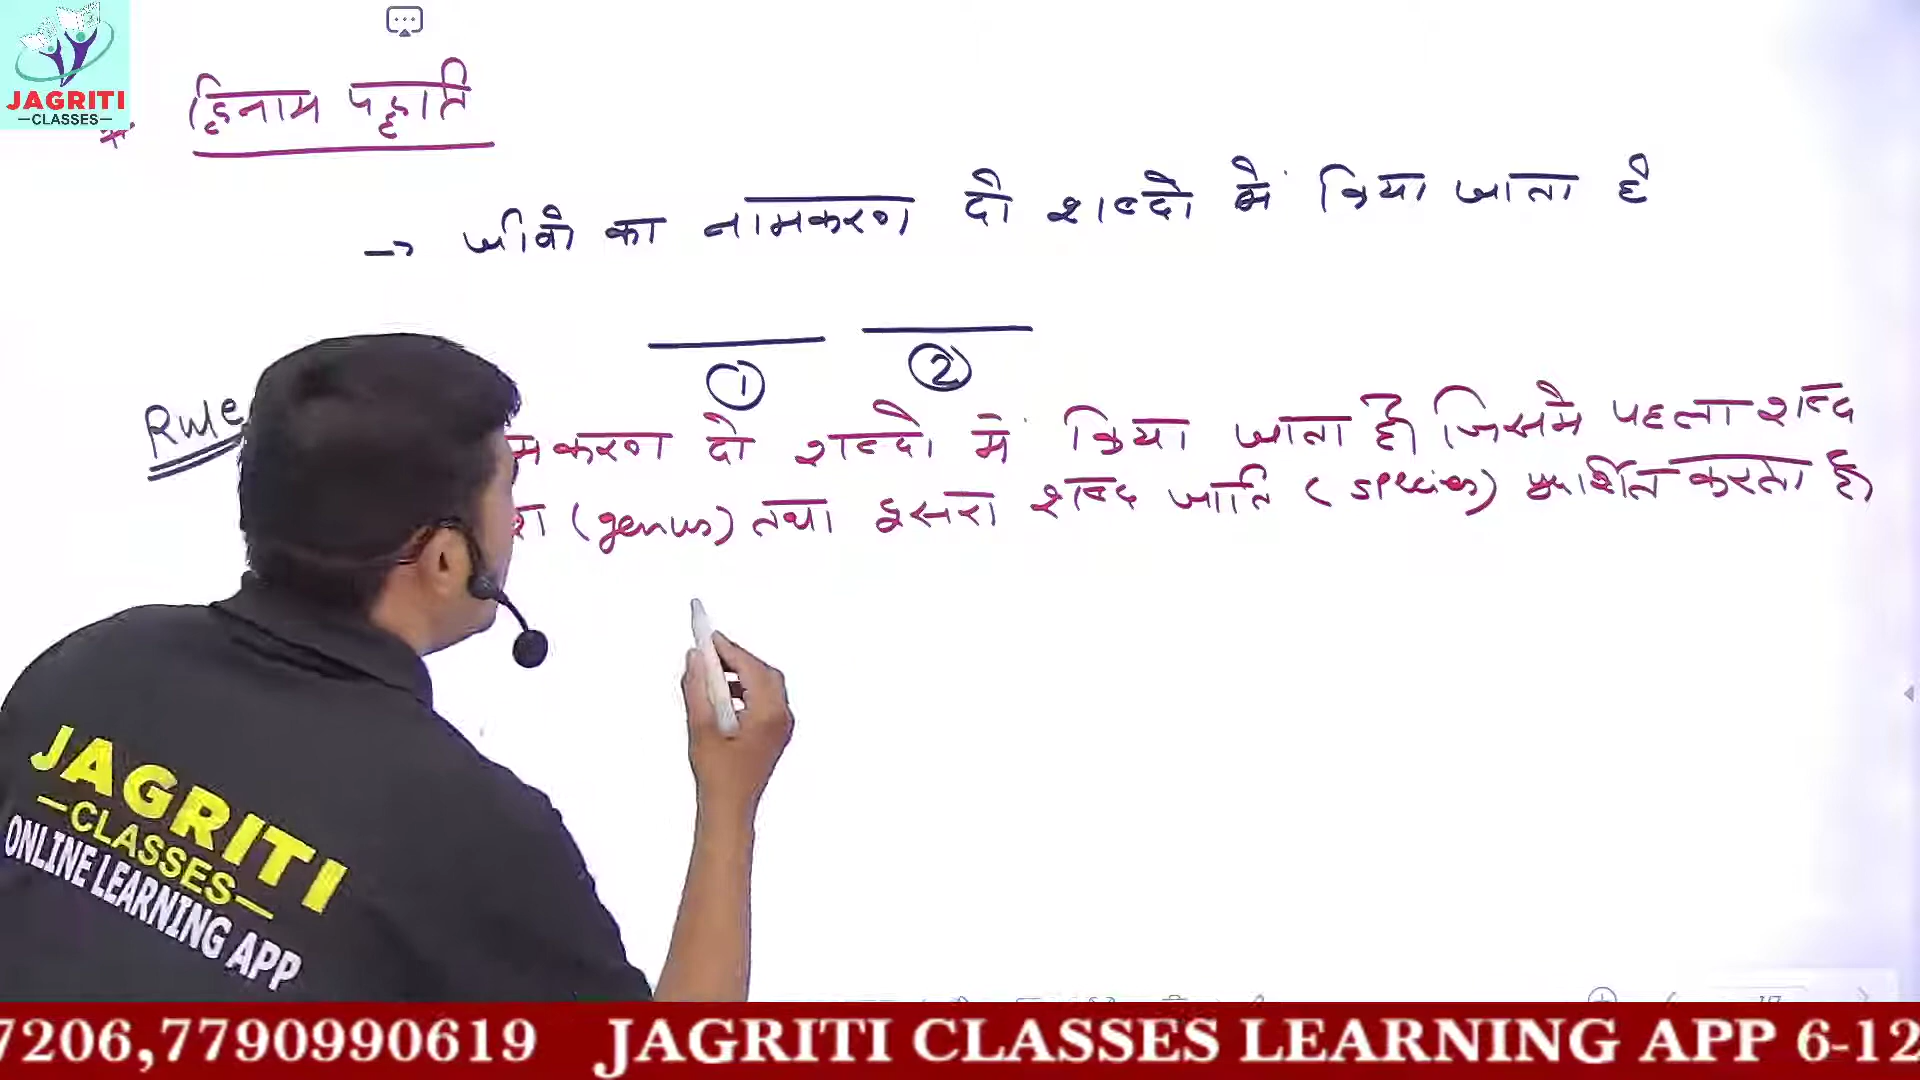 JAGRITI
CLASSES
द्विनाम पद्धति
→ जीवो का नामकरण दो शब्दो मे किया जाता है
① ②
Rule
मकरण दो शब्दो में किया जाता है। जिसमे पहला शब्द
श (genus) तथा दुसरा शब्द जाति (species) प्रदर्शित करता है।
JAGRITI
CLASSES
ONLINE LEARNING APP
7206,7790990619 JAGRITI CLASSES LEARNING APP 6-12